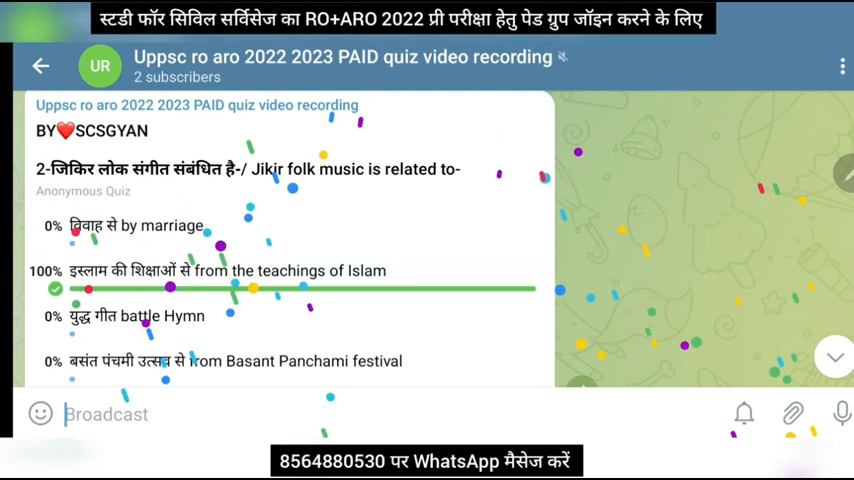 स्टडी फॉर सिविल सर्विसेज का RO+ARO 2022 प्री परीक्षा हेतु पेड ग्रुप जॉइन करने के लिए
UR
Uppsc ro aro 2022 2023 PAID quiz video recording
2 subscribers
Uppsc ro aro 2022 2023 PAID quiz video recording
BY❤️SCSGYAN
2-जिकिर लोक संगीत संबंधित है-/ Jikir folk music is related to-
Anonymous Quiz
0% विवाह से by marriage
100% इस्लाम की शिक्षाओं से from the teachings of Islam
0% युद्ध गीत battle Hymn
0% बसंत पंचमी उत्सव से from Basant Panchami festival
Broadcast
8564880530 पर WhatsApp मैसेज करें